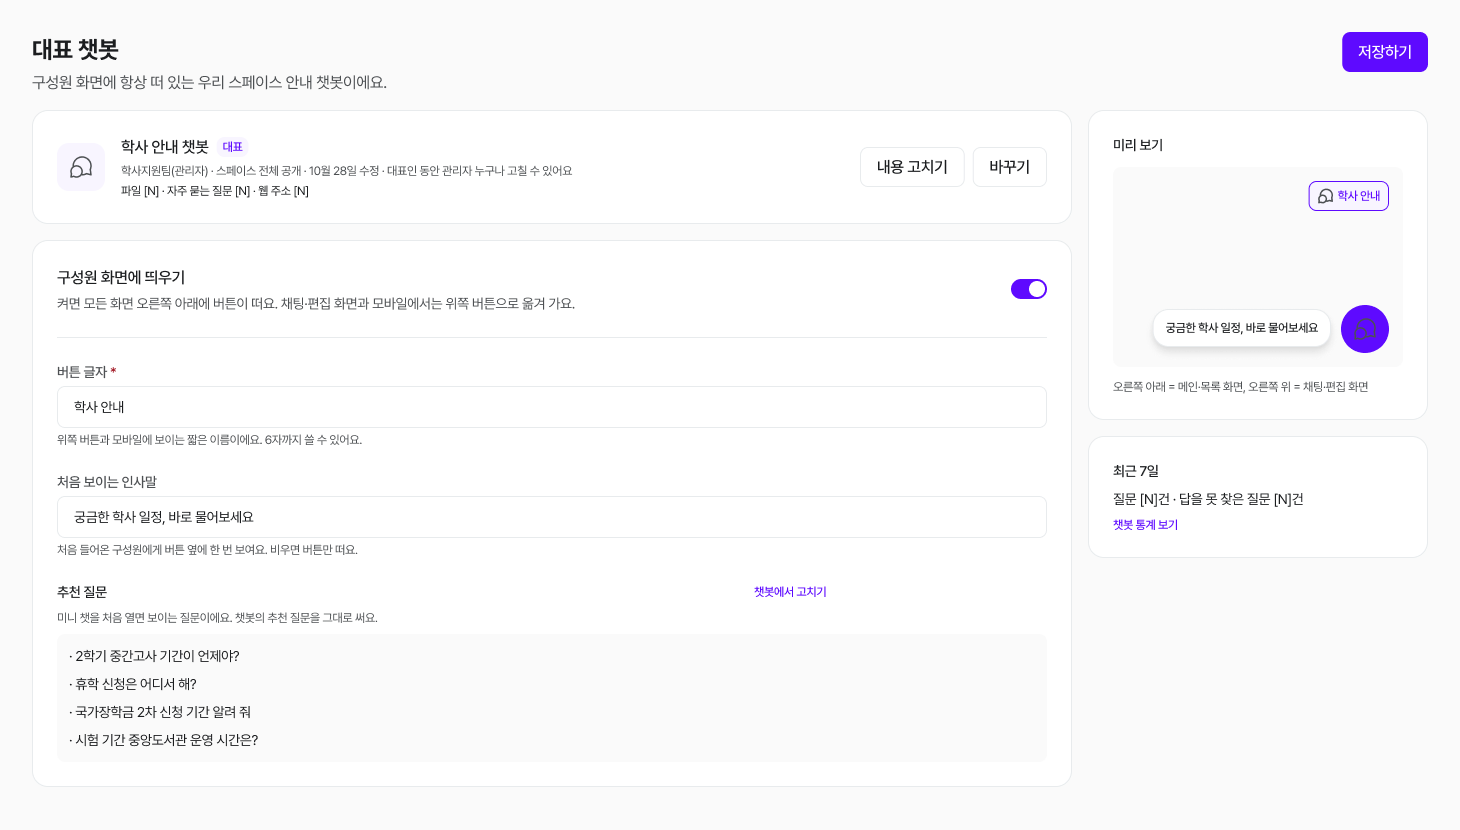 대표 챗봇
구성원 화면에 항상 떠 있는 우리 스페이스 안내 챗봇이에요.
저장하기
학사 안내 챗봇 대표
학사지원팀(관리자) · 스페이스 전체 공개 · 10월 28일 수정 · 대표인 동안 관리자 누구나 고칠 수 있어요
파일 [N] · 자주 묻는 질문 [N] · 웹 주소 [N]
내용 고치기
바꾸기
구성원 화면에 띄우기
켜면 모든 화면 오른쪽 아래에 버튼이 떠요. 채팅·편집 화면과 모바일에서는 위쪽 버튼으로 옮겨 가요.
버튼 글자 *
학사 안내
위쪽 버튼과 모바일에 보이는 짧은 이름이에요. 6자까지 쓸 수 있어요.
처음 보이는 인사말
궁금한 학사 일정, 바로 물어보세요
처음 들어온 구성원에게 버튼 옆에 한 번 보여요. 비우면 버튼만 떠요.
추천 질문
챗봇에서 고치기
미니 챗을 처음 열면 보이는 질문이에요. 챗봇의 추천 질문을 그대로 써요.
· 2학기 중간고사 기간이 언제야?
· 휴학 신청은 어디서 해?
· 국가장학금 2차 신청 기간 알려 줘
· 시험 기간 중앙도서관 운영 시간은?
미리 보기
학사 안내
궁금한 학사 일정, 바로 물어보세요
오른쪽 아래 = 메인·목록 화면, 오른쪽 위 = 채팅·편집 화면
최근 7일
질문 [N]건 · 답을 못 찾은 질문 [N]건
챗봇 통계 보기